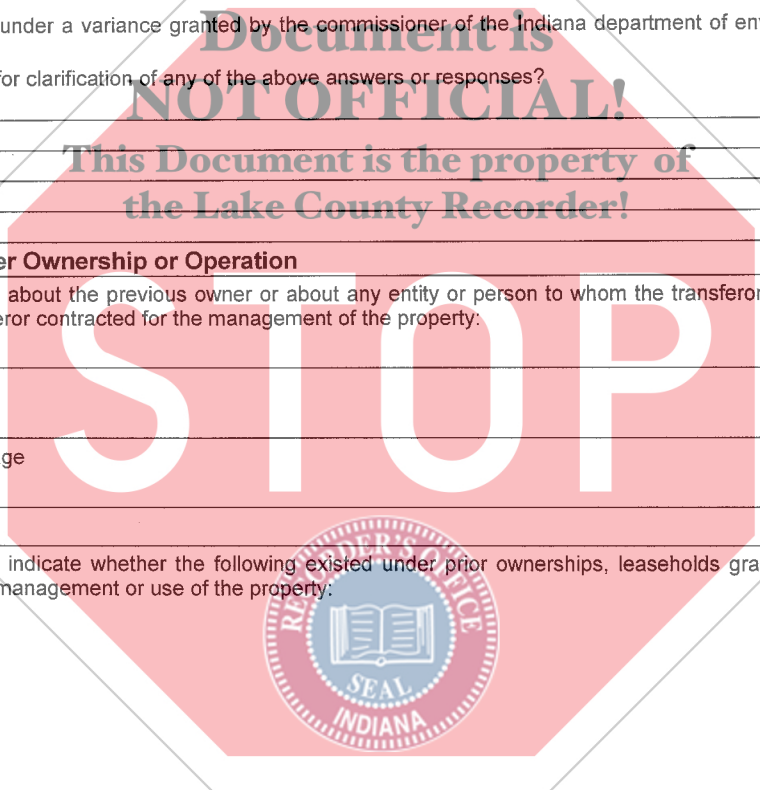 under a variance granted by the commissioner of the Indiana department of
Document is
for clarification of any of the above answers or responses?
NOT OFFICIAL!
This Document is the property of
the Lake County Recorder!
er Ownership or Operation
about the previous owner or about any entity or person to whom the transferor
eror contracted for the management of the property:
STOP
ge
indicate whether the following existed under prior ownerships, leaseholds gra
management or use of the property:
RECORDER'S OFFICE
SEAL
INDIANA